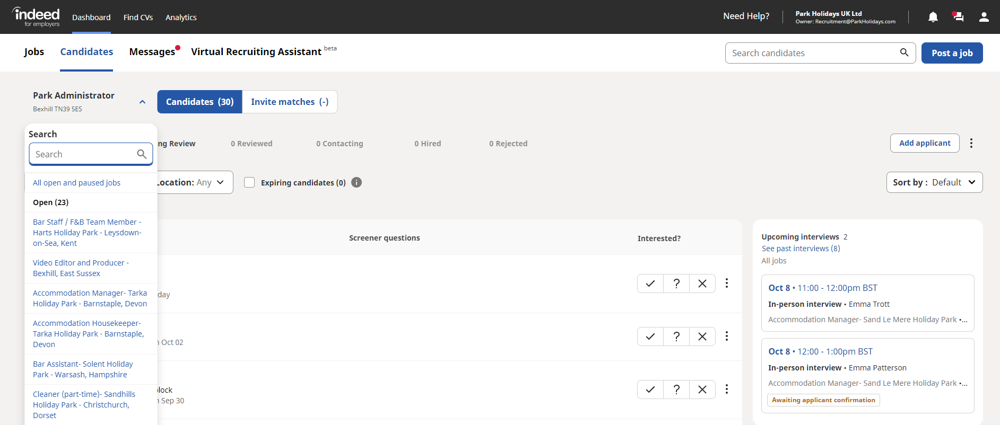 indeed
for employers
Dashboard
Find CVs
Analytics
Need Help?
Park Holidays UK Ltd
Owner: Recruitment@ParkHolidays.com
Jobs
Candidates
Messages
Virtual Recruiting Assistant beta
Search candidates
Post a job
Park Administrator
Bexhill TN39 5ES
Candidates (30)
Invite matches (-)
Search
Search
ng Review
0 Reviewed
0 Contacting
0 Hired
0 Rejected
Add applicant
All open and paused jobs
Location: Any
Expiring candidates (0)
Sort by : Default
Open (23)
Bar Staff / F&B Team Member -
Harts Holiday Park - Leysdown-
on-Sea, Kent
Video Editor and Producer -
Bexhill, East Sussex
Accommodation Manager- Tarka
Holiday Park - Barnstaple, Devon
Accommodation Housekeeper-
Tarka Holiday Park - Barnstaple,
Devon
Bar Assistant- Solent Holiday
Park - Warsash, Hampshire
Cleaner (part-time)- Sandhills
Holiday Park - Christchurch,
Dorset
Screener questions
Interested?
day
Oct 02
lock
Sep 30
Upcoming interviews 2
See past interviews (8)
All jobs
Oct 8 • 11:00 - 12:00pm BST
In-person interview • Emma Trott
Accommodation Manager- Sand Le Mere Holiday Park •...
Oct 8 • 12:00 - 1:00pm BST
In-person interview • Emma Patterson
Accommodation Manager- Sand Le Mere Holiday Park •...
Awaiting applicant confirmation